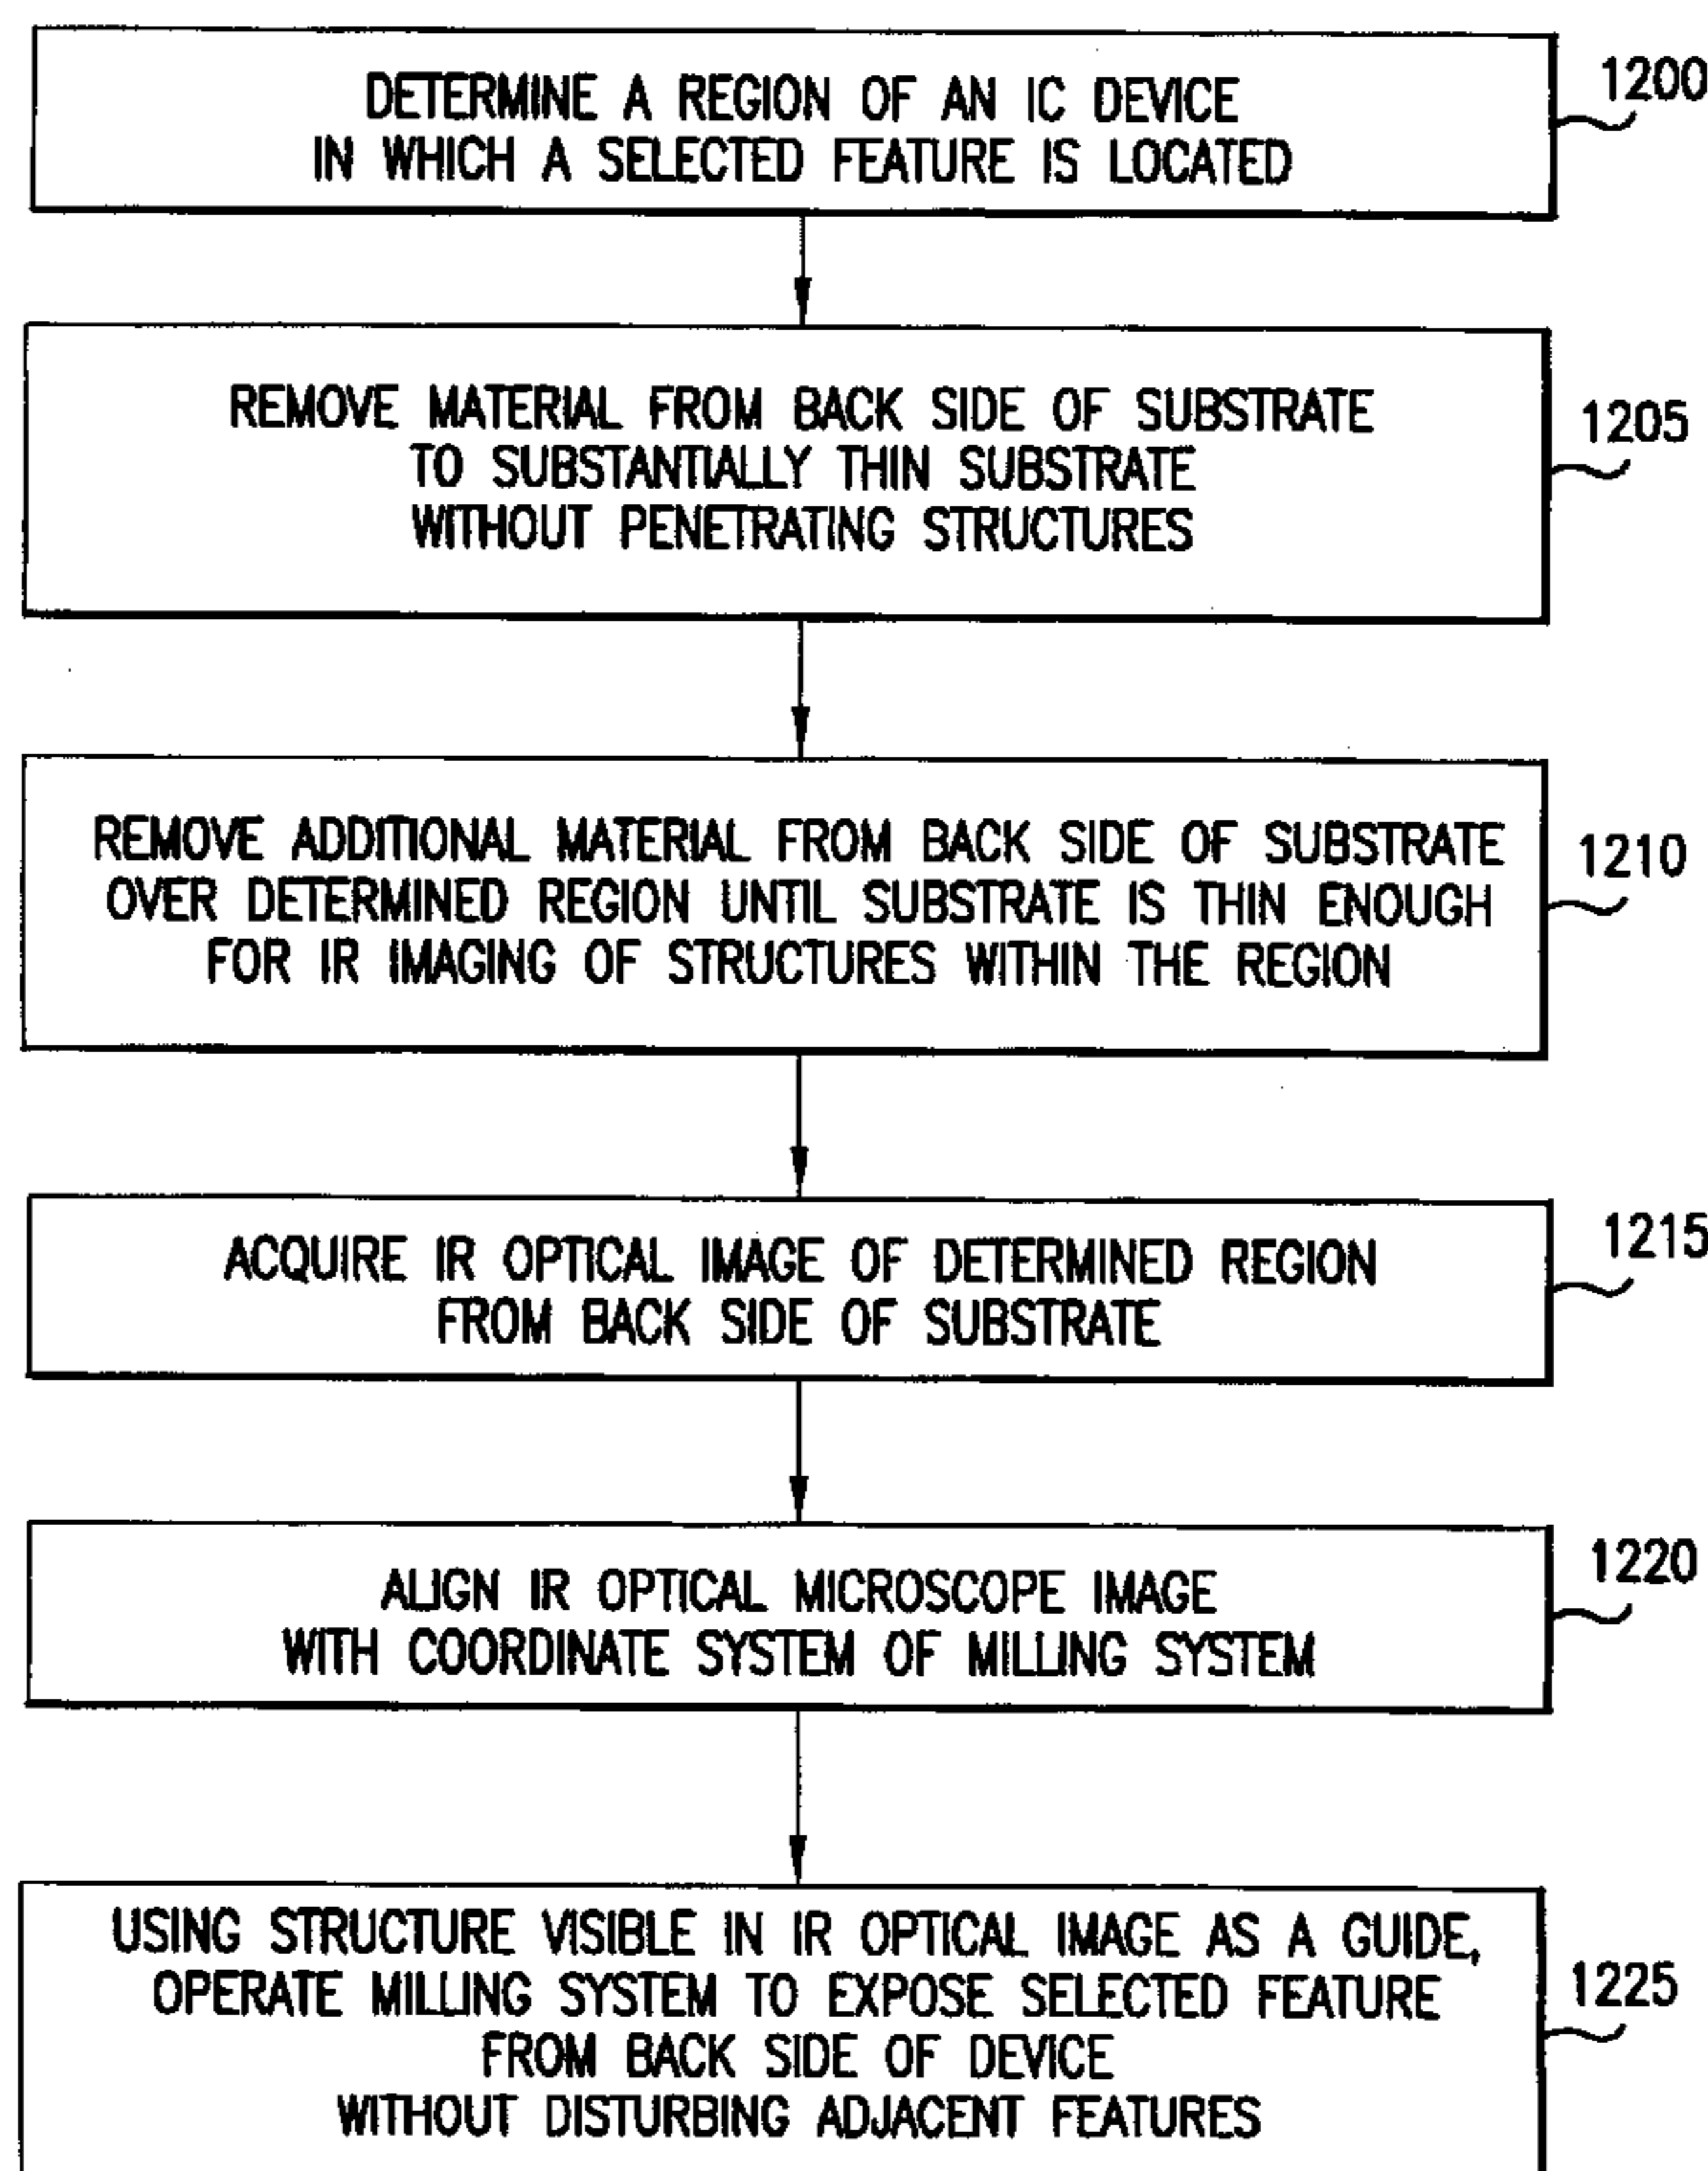 DETERMINE A REGION OF AN IC DEVICE
IN WHICH A SELECTED FEATURE IS LOCATED
1200
REMOVE MATERIAL FROM BACK SIDE OF SUBSTRATE
TO SUBSTANTIALLY THIN SUBSTRATE
WITHOUT PENETRATING STRUCTURES
1205
REMOVE ADDITIONAL MATERIAL FROM BACK SIDE OF SUBSTRATE
OVER DETERMINED REGION UNTIL SUBSTRATE IS THIN ENOUGH
FOR IR IMAGING OF STRUCTURES WITHIN THE REGION
1210
ACQUIRE IR OPTICAL IMAGE OF DETERMINED REGION
FROM BACK SIDE OF SUBSTRATE
1215
ALIGN IR OPTICAL MICROSCOPE IMAGE
WITH COORDINATE SYSTEM OF MILLING SYSTEM
1220
USING STRUCTURE VISIBLE IN IR OPTICAL IMAGE AS A GUIDE,
OPERATE MILLING SYSTEM TO EXPOSE SELECTED FEATURE
FROM BACK SIDE OF DEVICE
WITHOUT DISTURBING ADJACENT FEATURES
1225